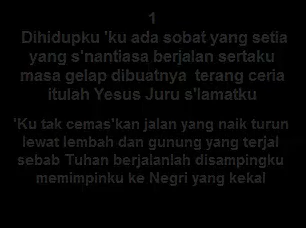 1
Dihidupku 'ku ada sobat yang setia
yang s'nantiasa berjalan sertaku
masa gelap dibuatnya terang ceria
itulah Yesus Juru s'lamatku
'Ku tak cemas'kan jalan yang naik turun
lewat lembah dan gunung yang terjal
sebab Tuhan berjalanlah disampingku
memimpinku ke Negri yang kekal